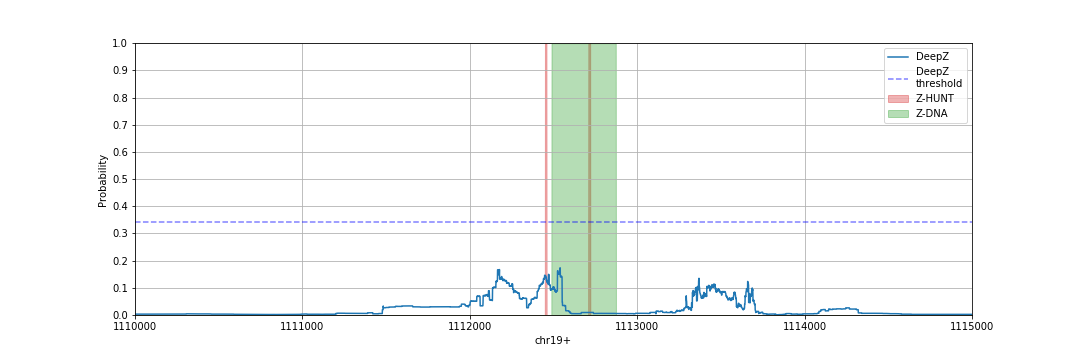 1.0
0.9
0.8
0.7
0.6
0.5
0.4
0.3
0.2
0.1
0.0
Probability
1110000
1111000
1112000
1113000
1114000
1115000
chr19+
DeepZ
DeepZ
threshold
Z-HUNT
Z-DNA